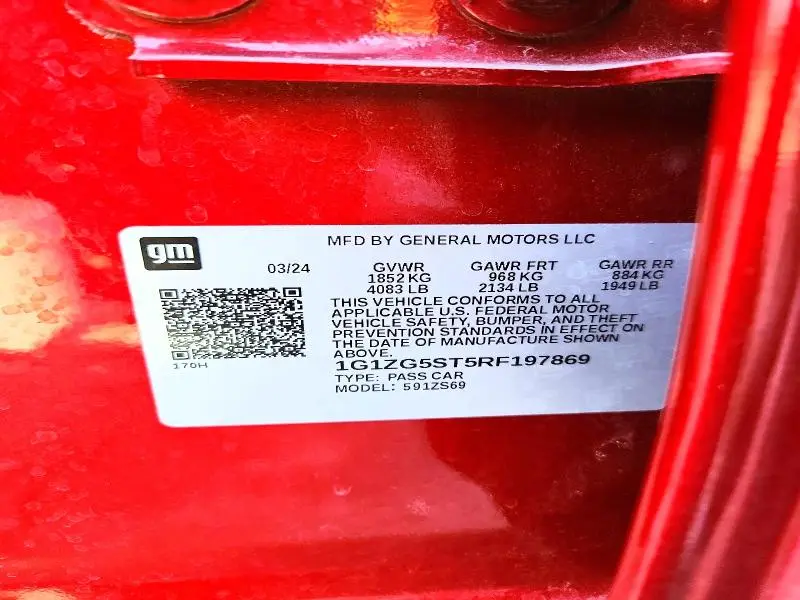 gm
MFD BY GENERAL MOTORS LLC
03/24 GVWR GAWR FRT GAWR RR
1852 KG 968 KG 884 KG
4083 LB 2134 LB 1949 LB
THIS VEHICLE CONFORMS TO ALL
APPLICABLE U.S. FEDERAL MOTOR
VEHICLE SAFETY, BUMPER, AND THEFT
PREVENTION STANDARDS IN EFFECT ON
THE DATE OF MANUFACTURE SHOWN
ABOVE.
170H
1G1ZG5ST5RF197869
TYPE: PASS CAR
MODEL: 591ZS69